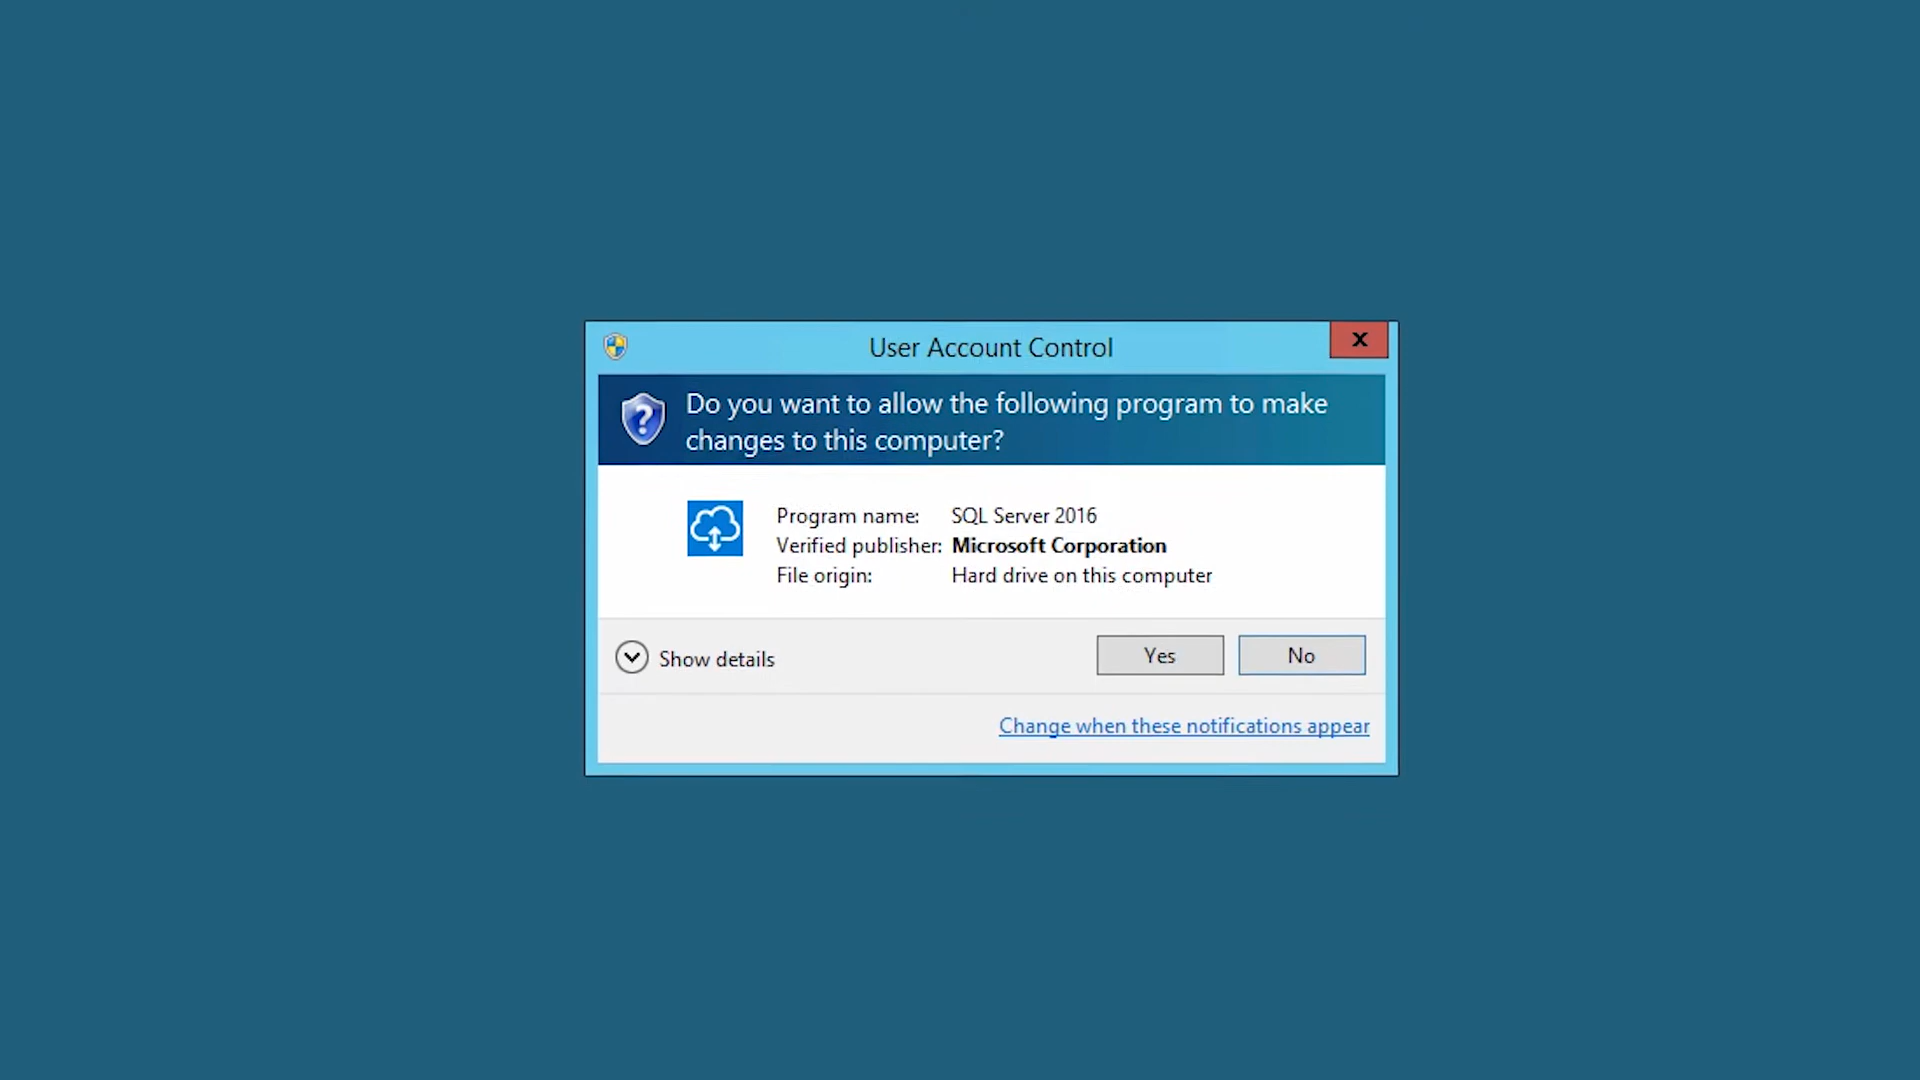 User Account Control
x
Do you want to allow the following program to make
changes to this computer?
Program name: SQL Server 2016
Verified publisher: Microsoft Corporation
File origin: Hard drive on this computer
Show details
Yes
No
Change when these notifications appear